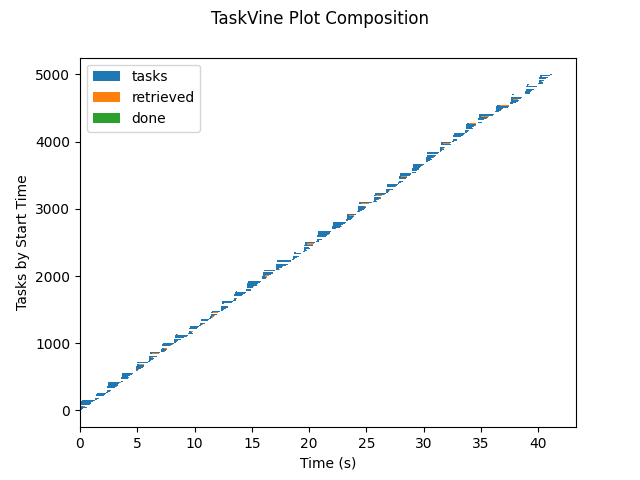 TaskVine Plot Composition
tasks
retrieved
done
5000
4000
3000
2000
1000
0
Tasks by Start Time
0 5 10 15 20 25 30 35 40
Time (s)